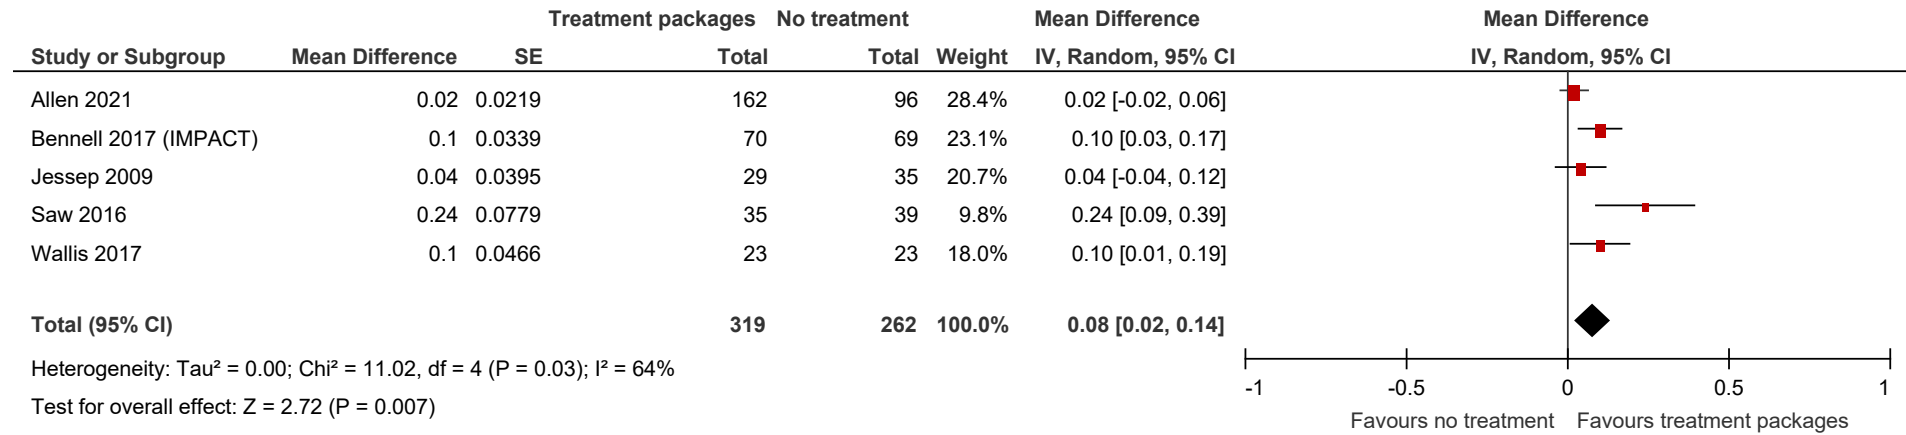 Treatment packages No treatment Mean Difference Mean Difference
Study or Subgroup Mean Difference SE Total Total Weight IV, Random, 95% CI IV, Random, 95% CI
Allen 2021 0.02 0.0219 162 96 28.4% 0.02 [-0.02, 0.06]
Bennell 2017 (IMPACT) 0.1 0.0339 70 69 23.1% 0.10 [0.03, 0.17]
Jessep 2009 0.04 0.0395 29 35 20.7% 0.04 [-0.04, 0.12]
Saw 2016 0.24 0.0779 35 39 9.8% 0.24 [0.09, 0.39]
Wallis 2017 0.1 0.0466 23 23 18.0% 0.10 [0.01, 0.19]
Total (95% CI) 319 262 100.0% 0.08 [0.02, 0.14]
Heterogeneity: Tau² = 0.00; Chi² = 11.02, df = 4 (P = 0.03); I² = 64%
Test for overall effect: Z = 2.72 (P = 0.007)
-1 -0.5 0 0.5 1
Favours no treatment Favours treatment packages